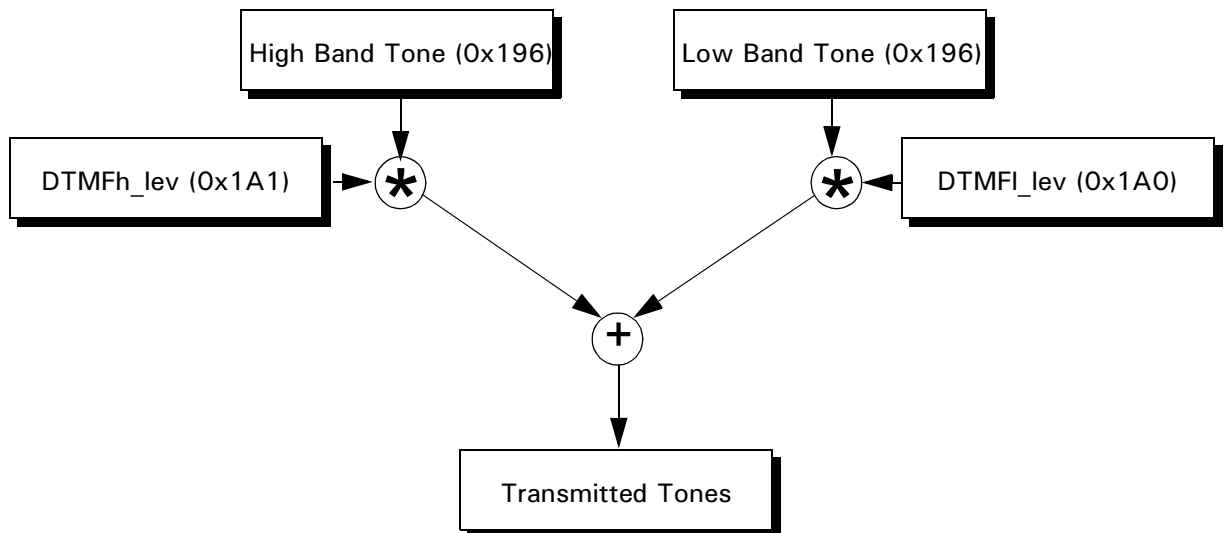 High Band Tone (0x196)
Low Band Tone (0x196)
DTMFh_lev (0x1A1)
*
*
DTMFl_lev (0x1A0)
+
Transmitted Tones